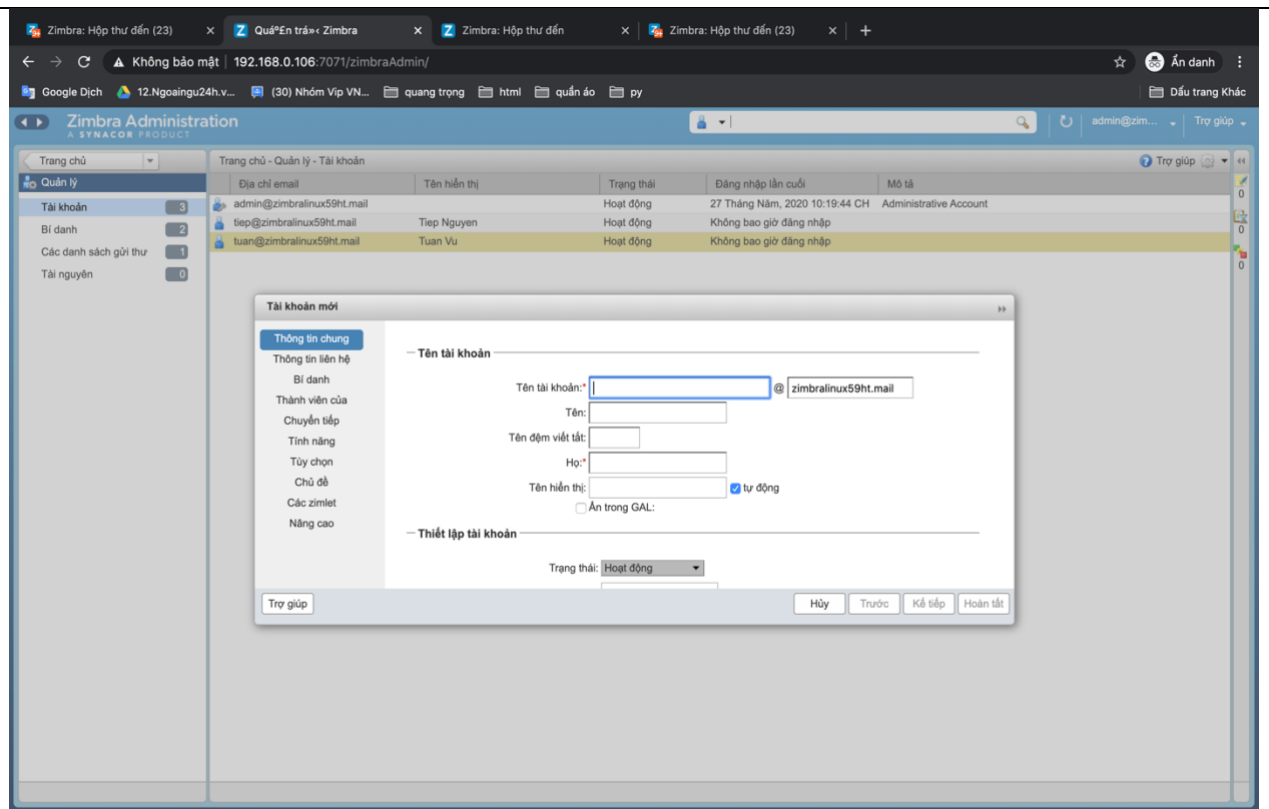 Zimbra: Hộp thư đến (23)
Quáº£n trá»‹ Zimbra
Zimbra: Hộp thư đến
Zimbra: Hộp thư đến (23)
Không bảo mật
192.168.0.106:7071/zimbraAdmin/
Ẩn danh
Google Dịch
12.Ngoaingu24h.v...
(30) Nhóm Vip VN...
quang trọng
html
quần áo
py
Dấu trang Khác
Zimbra Administration
A SYNACOR PRODUCT
admin@zim...
Trợ giúp
Trang chủ
Trang chủ - Quản lý - Tài khoản
Trợ giúp
Quản lý
Tài khoản 3
Bí danh 2
Các danh sách gửi thư 1
Tài nguyên 0
Địa chỉ email Tên hiển thị Trạng thái Đăng nhập lần cuối Mô tả
admin@zimbralinux59ht.mail Hoạt động 27 Tháng Năm, 2020 10:19:44 CH Administrative Account
tiep@zimbralinux59ht.mail Tiep Nguyen Hoạt động Không bao giờ đăng nhập
tuan@zimbralinux59ht.mail Tuan Vu Hoạt động Không bao giờ đăng nhập
0
0
0
Tài khoản mới
Thông tin chung
Thông tin liên hệ
Bí danh
Thành viên của
Chuyển tiếp
Tính năng
Tùy chọn
Chủ đề
Các zimlet
Nâng cao
Tên tài khoản
Tên tài khoản:* @ zimbralinux59ht.mail
Tên:
Tên đệm viết tắt:
Họ:*
Tên hiển thị: tự động
Ẩn trong GAL:
Thiết lập tài khoản
Trạng thái: Hoạt động
Trợ giúp
Hủy
Trước
Kế tiếp
Hoàn tất